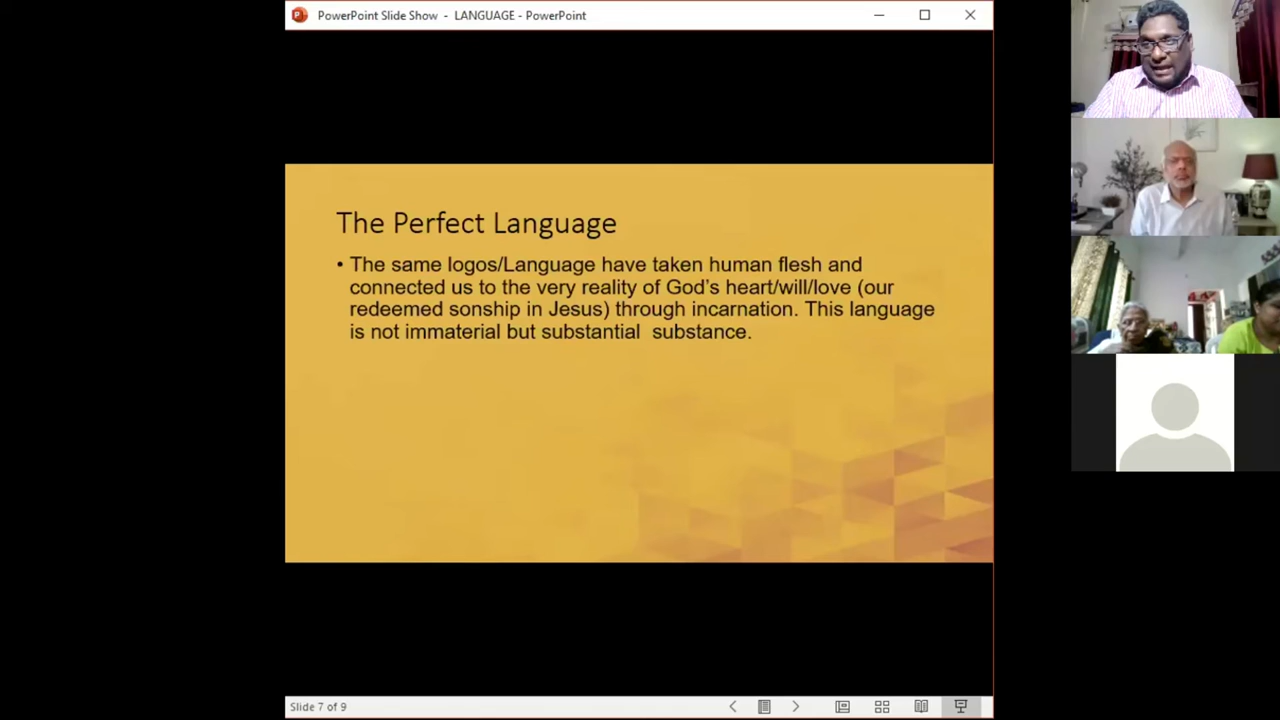 PowerPoint Slide Show - LANGUAGE - PowerPoint
The Perfect Language
• The same logos/Language have taken human flesh and
connected us to the very reality of God's heart/will/love (our
redeemed sonship in Jesus) through incarnation. This language
is not immaterial but substantial substance.
Slide 7 of 9